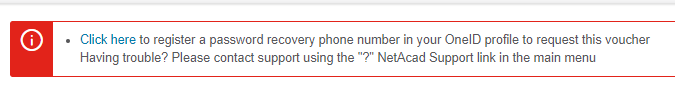 Click here to register a password recovery phone number in your OneID profile to request this voucher
Having trouble? Please contact support using the "?" NetAcad Support link in the main menu